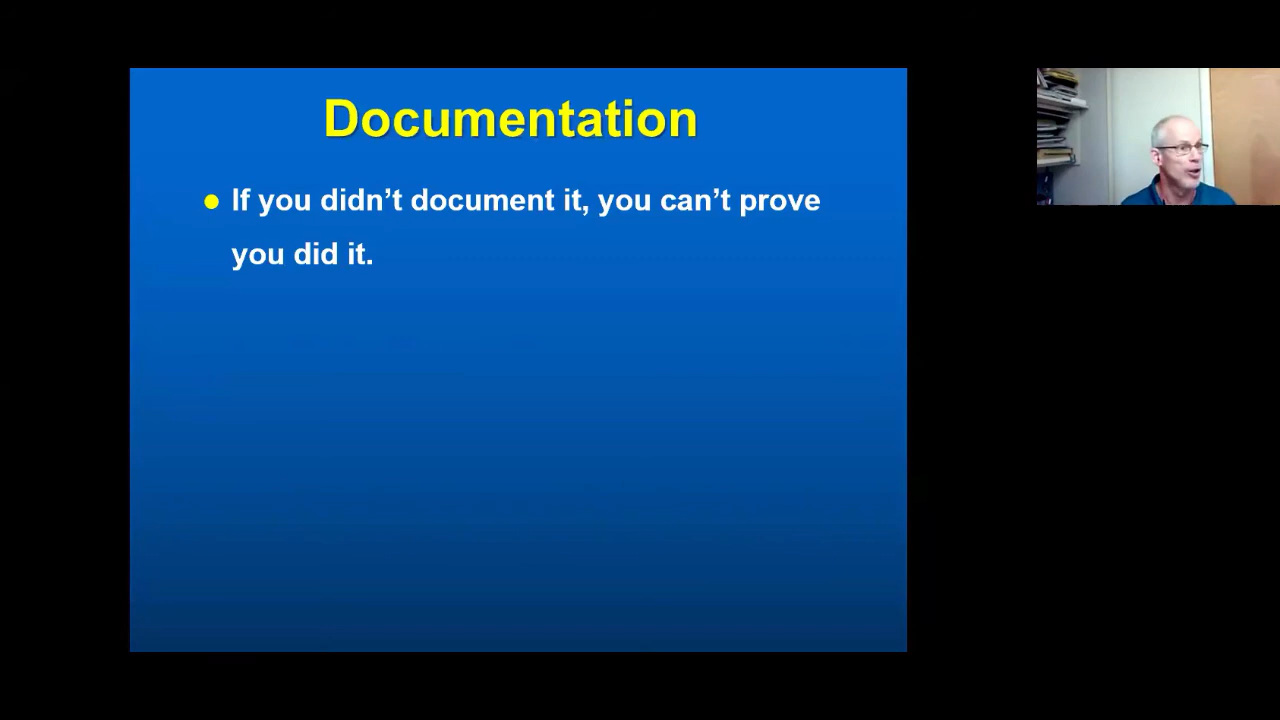 Documentation
If you didn’t document it, you can’t prove
you did it.